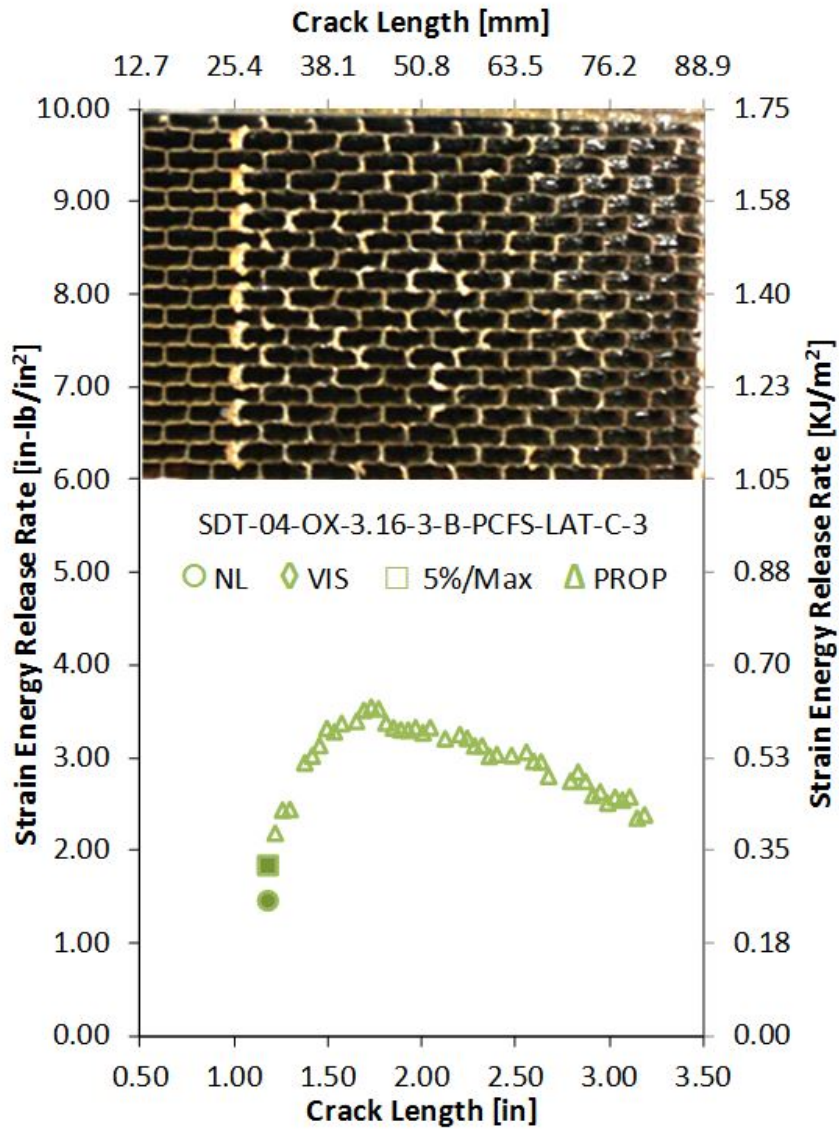 Crack Length [mm]
12.7 25.4 38.1 50.8 63.5 76.2 88.9
10.00 1.75
9.00 1.58
8.00 1.40
7.00 1.23
6.00 1.05
SDT-04-OX-3.16-3-B-PCFS-LAT-C-3
5.00 0.88
NL VIS 5%/Max PROP
4.00 0.70
3.00 0.53
2.00 0.35
1.00 0.18
0.00 0.00
Strain Energy Release Rate [in-lb/in²]
Strain Energy Release Rate [KJ/m²]
0.50 1.00 1.50 2.00 2.50 3.00 3.50
Crack Length [in]